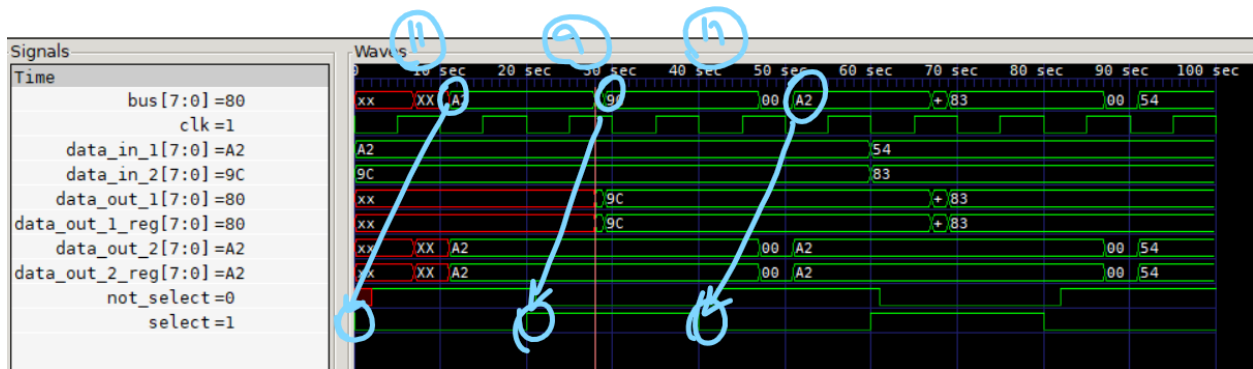 11 9 17
Signals Waves
Time 0 10 sec 20 sec 30 sec 40 sec 50 sec 60 sec 70 sec 80 sec 90 sec 100 sec
bus[7:0] =80 xx XX A2 9C 00 A2 + 83 00 54
clk =1
data_in_1[7:0] =A2 A2 54
data_in_2[7:0] =9C 9C 83
data_out_1[7:0] =80 xx 9C + 83
data_out_1_reg[7:0] =80 xx 9C + 83
data_out_2[7:0] =A2 xx XX A2 00 A2 00 54
data_out_2_reg[7:0] =A2 xx XX A2 00 A2 00 54
not_select =0
select =1